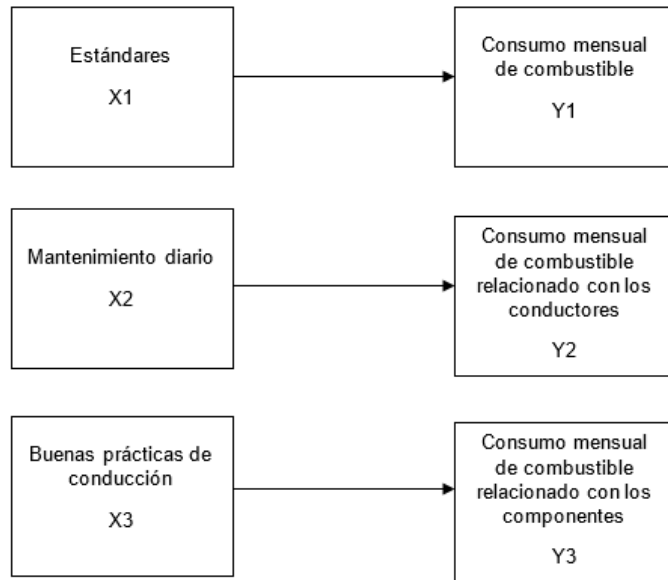 Estándares
X1
Consumo mensual
de combustible
Y1
Mantenimiento diario
X2
Consumo mensual
de combustible
relacionado con los
conductores
Y2
Buenas prácticas de
conducción
X3
Consumo mensual
de combustible
relacionado con los
componentes
Y3